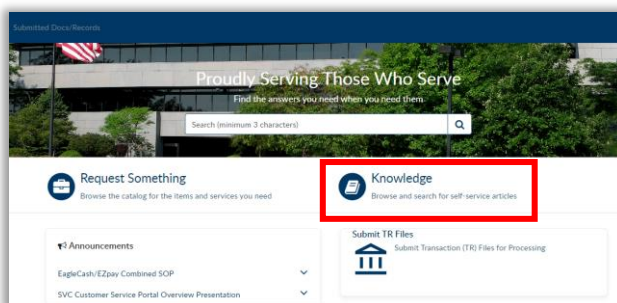 Submitted Docs/Records
Proudly Serving Those Who Serve
Find the answers you need when you need them
Search (minimum 3 characters)
Request Something
Browse the catalog for the items and services you need
Knowledge
Browse and search for self-service articles
Announcements
EagleCash/EZpay Combined SOP
SVC Customer Service Portal Overview Presentation
Submit TR Files
Submit Transaction (TR) Files for Processing